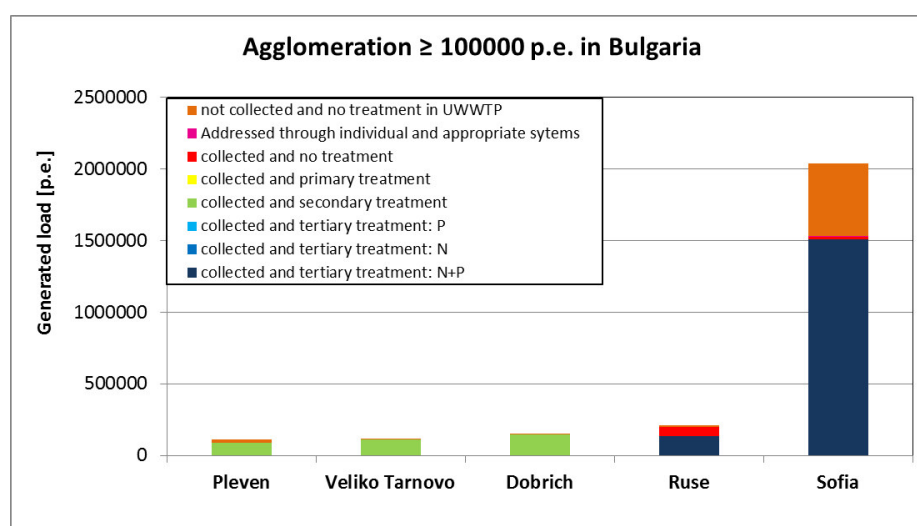 Agglomeration ≥ 100000 p.e. in Bulgaria
Generated load [p.e.]
2500000
2000000
1500000
1000000
500000
0
not collected and no treatment in UWWTP
Addressed through individual and appropriate sytems
collected and no treatment
collected and primary treatment
collected and secondary treatment
collected and tertiary treatment: P
collected and tertiary treatment: N
collected and tertiary treatment: N+P
Pleven Veliko Tarnovo Dobrich Ruse Sofia